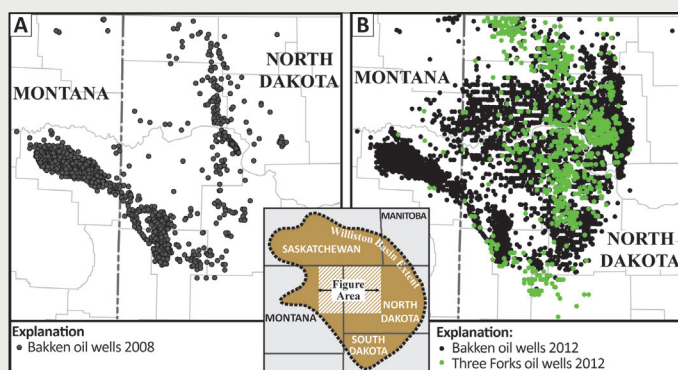 A
NORTH
DAKOTA
MONTANA
Explanation
Bakken oil wells 2008
B
MONTANA
NORTH
DAKOTA
Explanation:
Bakken oil wells 2012
Three Forks oil wells 2012
MANITOBA
SASKATCHEWAN
Williston Basin Extent
Figure
Area
MONTANA
NORTH
DAKOTA
SOUTH
DAKOTA